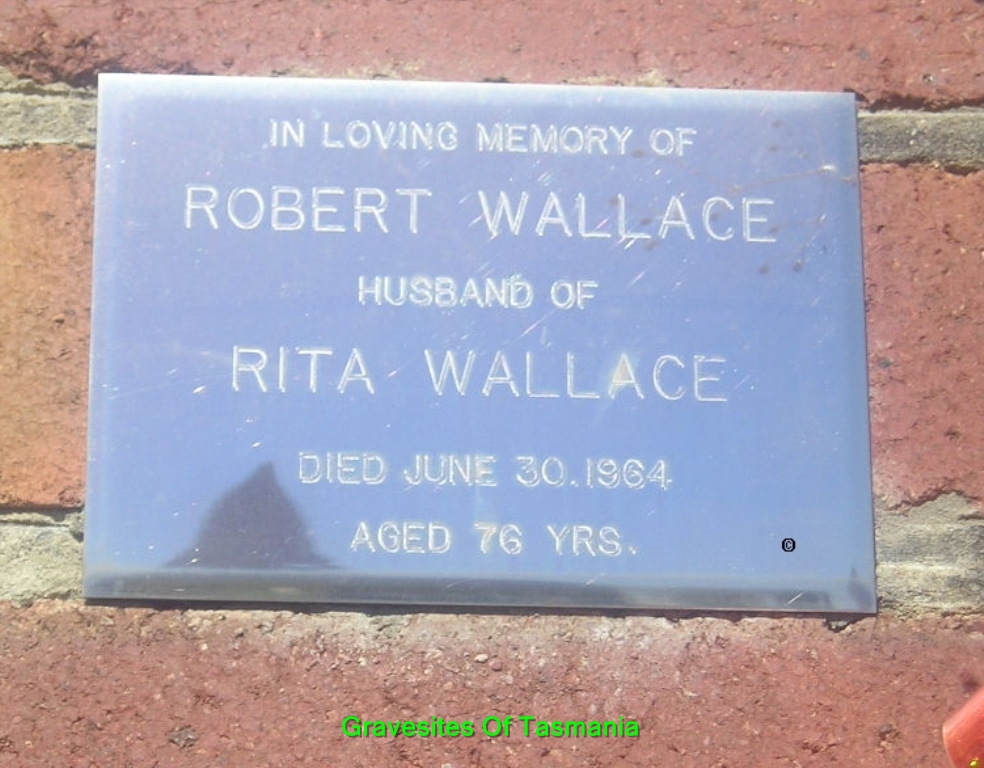 IN LOVING MEMORY OF
ROBERT WALLACE
HUSBAND OF
RITA WALLACE
DIED JUNE 30.1964
AGED 76 YRS.
©
Gravesites Of Tasmania